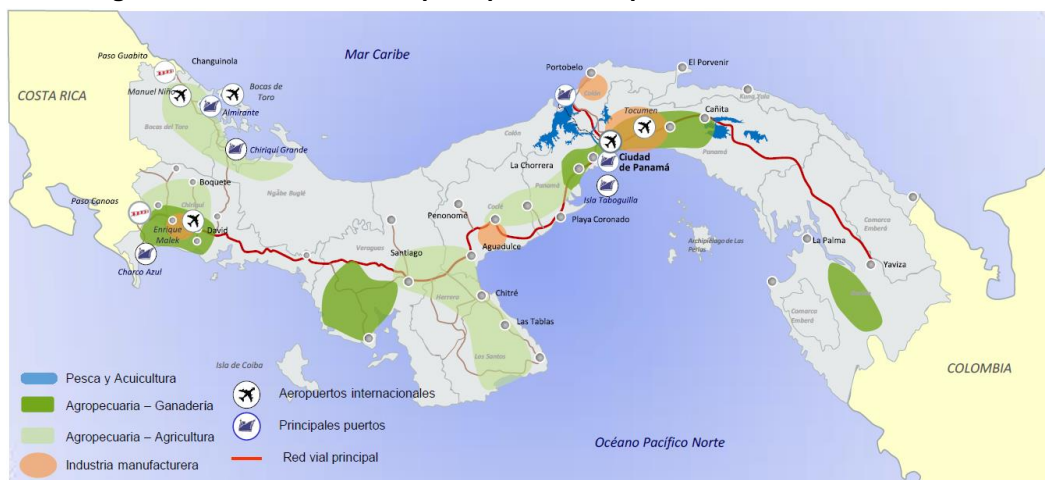 Mar Caribe
Paso Guabito
Changuinola
COSTA RICA
Manuel Niño
Bocas de
Toro
Almirante
Bocas del Toro
Chiriquí Grande
Ngäbe Buglé
Boquete
Chiriquí
Paso Canoas
Enrique
Malek
David
Charco Azul
Portobelo
El Porvenir
Colón
Tocumen
Cañita
Kuna Yala
Colón
La Chorrera
Ciudad
de Panamá
Panamá
Panamá
Isla Taboguilla
Penonomé
Coclé
Playa Coronado
Aguadulce
Archipiélago de Las
Perlas
Veraguas
Santiago
Herrera
Chitré
Las Tablas
Los Santos
Isla de Coiba
Comarca
Emberá
La Palma
Yaviza
Comarca
Emberá
COLOMBIA
Océano Pacífico Norte
Pesca y Acuicultura
Agropecuaria – Ganadería
Agropecuaria – Agricultura
Industria manufacturera
Aeropuertos internacionales
Principales puertos
Red vial principal